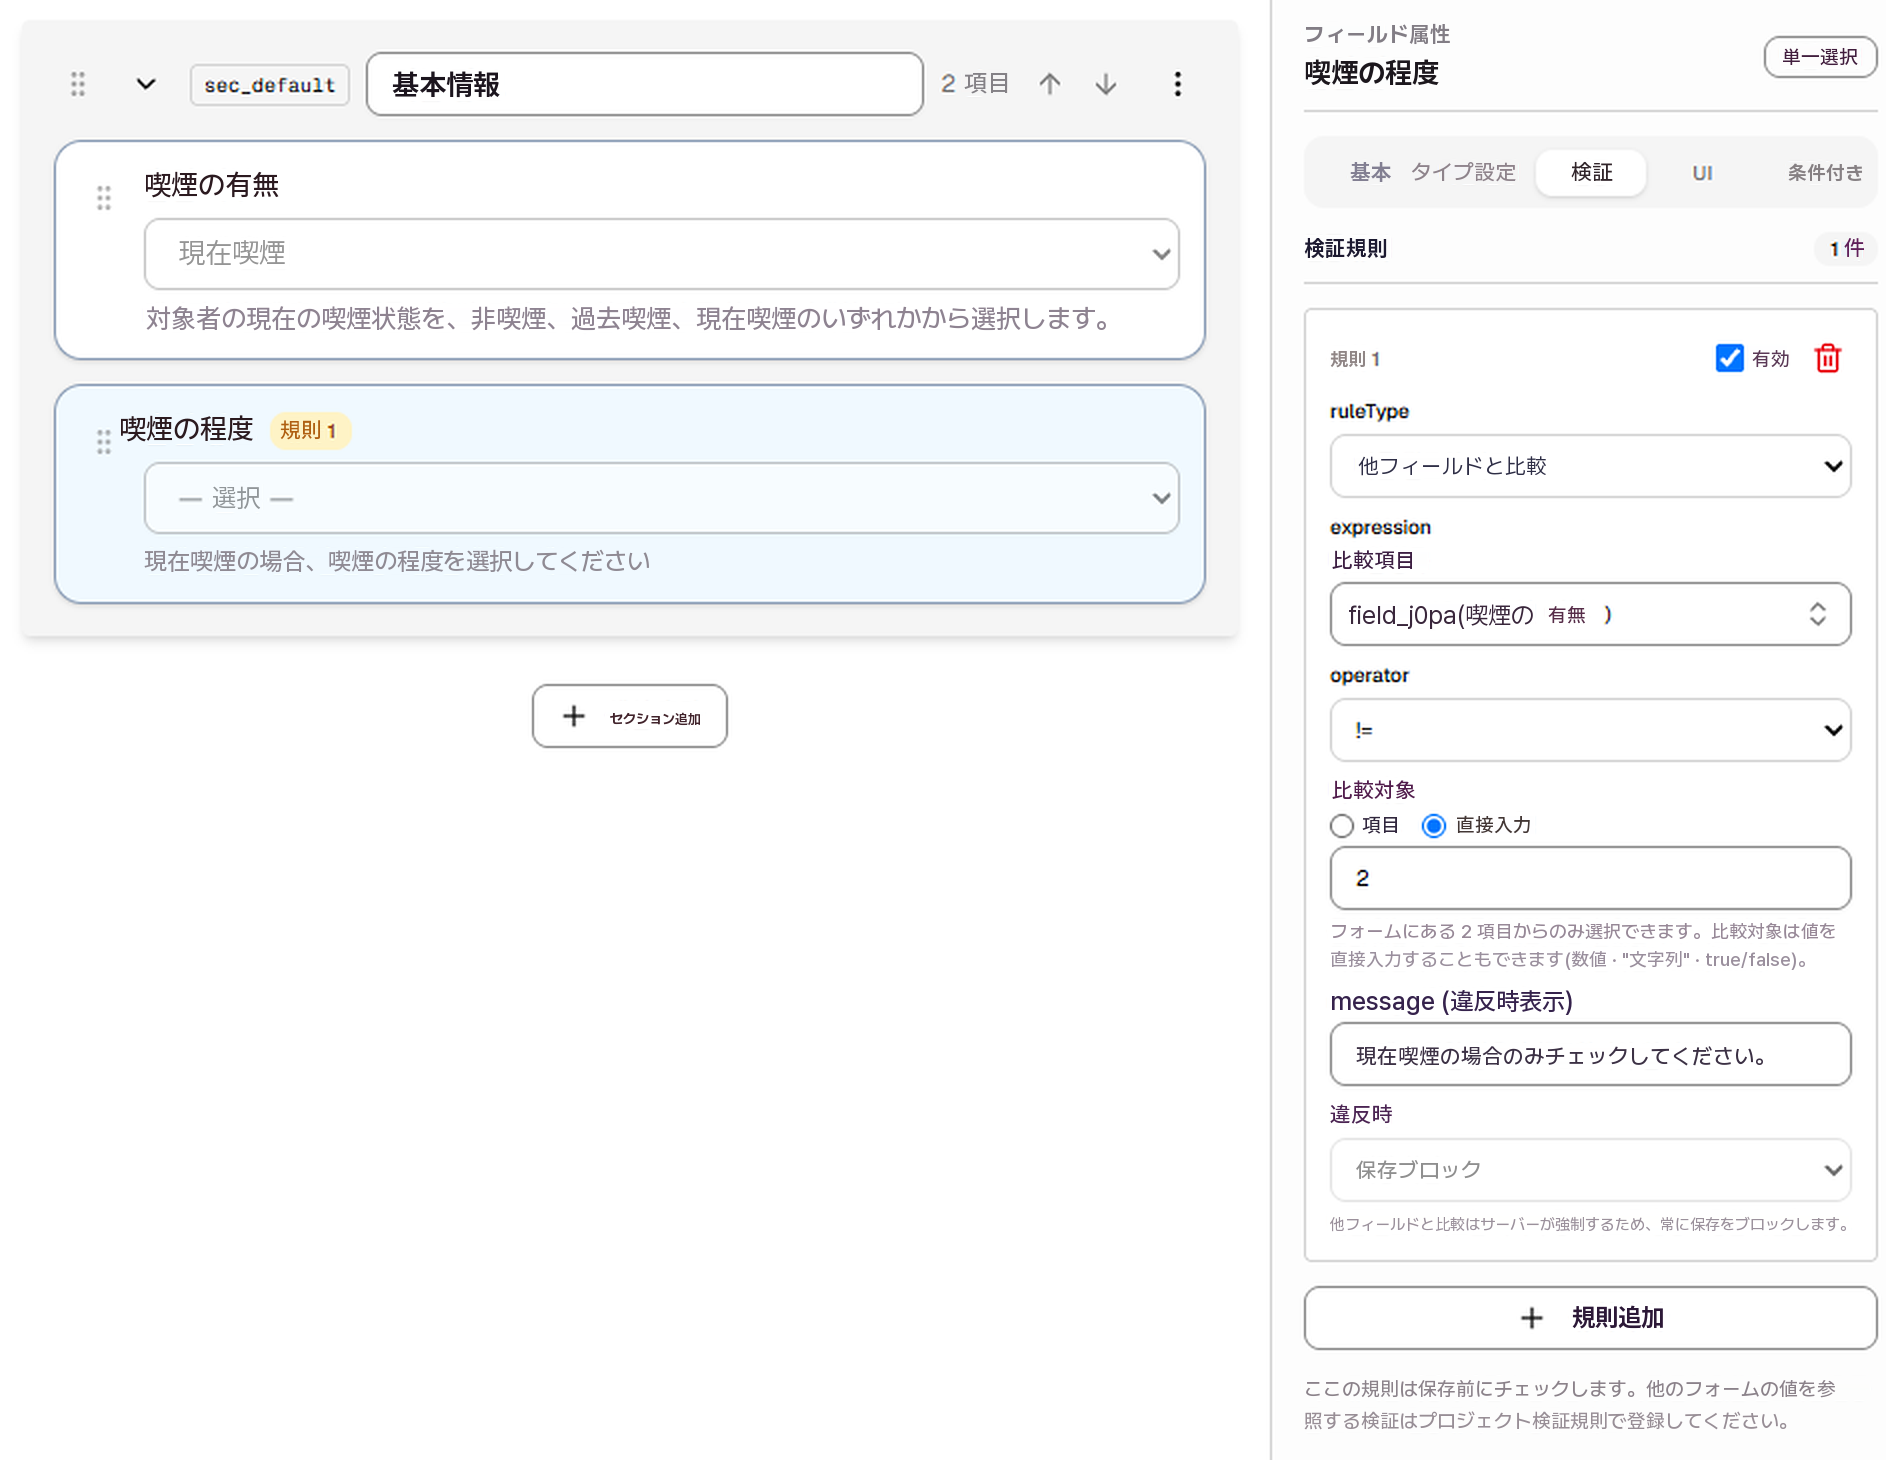 sec_default
基本情報
2 項目
喫煙の有無
現在喫煙
対象者の現在の喫煙状態を、非喫煙、過去喫煙、現在喫煙のいずれかから選択します。
喫煙の程度 規則 1
— 選択 —
現在喫煙の場合、喫煙の程度を選択してください
セクション追加
フィールド属性
喫煙の程度
単一選択
基本 タイプ設定 検証 UI 条件付き
検証規則
1 件
規則 1
有効
ruleType
他フィールドと比較
expression
比較項目
field_j0pa(喫煙の 有無 )
operator
!=
比較対象
項目 直接入力
2
フォームにある 2 項目からのみ選択できます。比較対象は値を
直接入力することもできます(数値 · "文字列" · true/false)。
message (違反時表示)
現在喫煙の場合のみチェックしてください。
違反時
保存ブロック
他フィールドと比較はサーバーが強制するため、常に保存をブロックします。
規則追加
ここの規則は保存前にチェックします。他のフォームの値を参
照する検証はプロジェクト検証規則で登録してください。